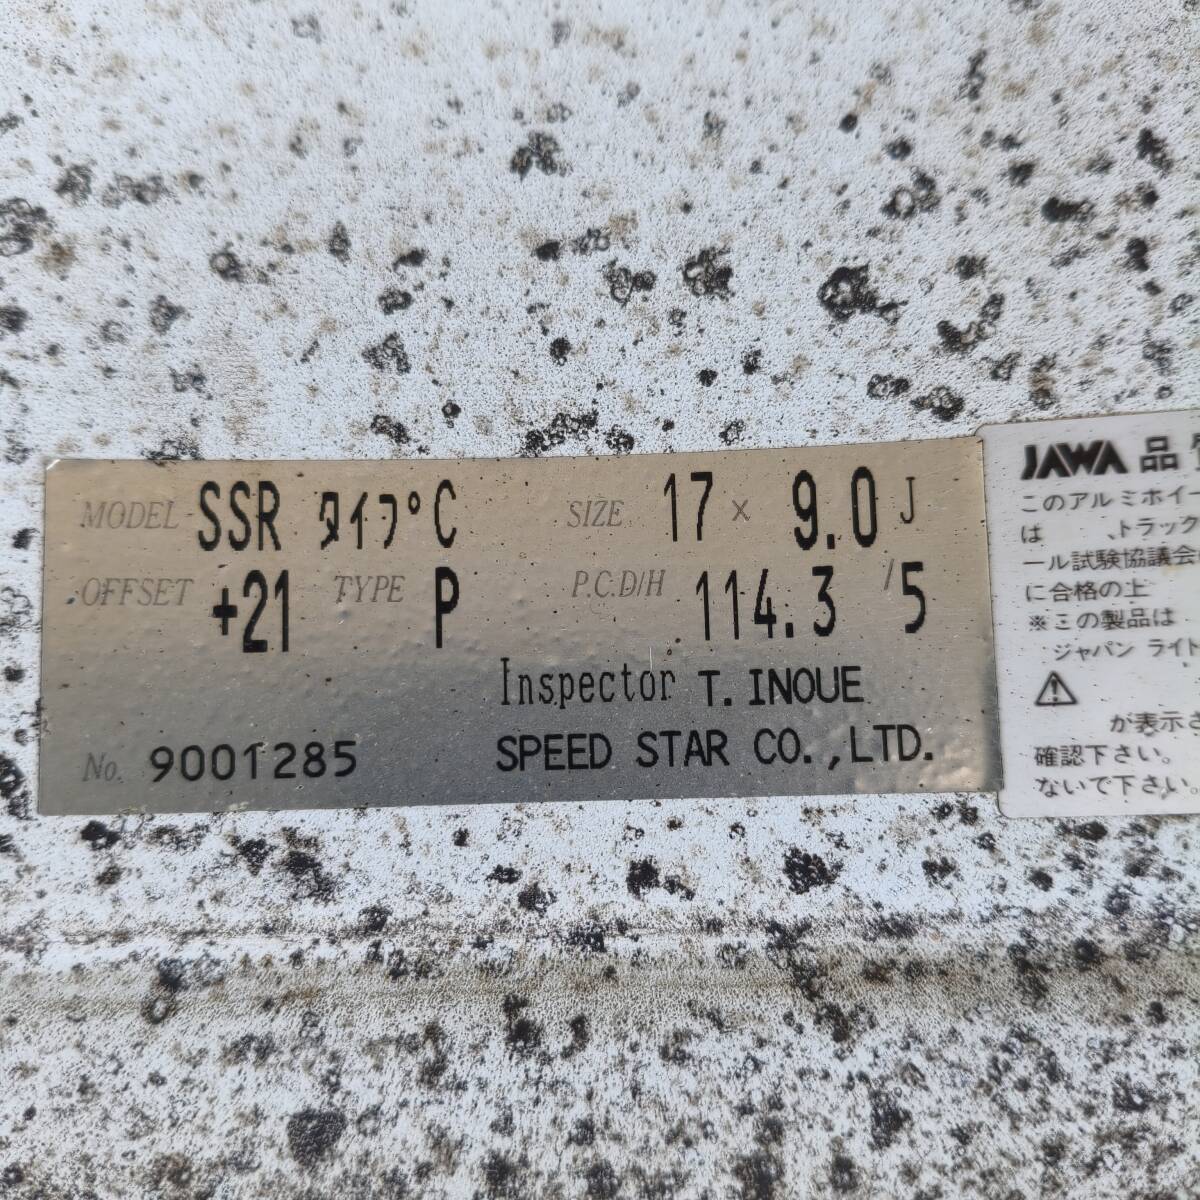 MODEL SSR タイプ C SIZE 17 × 9.0 J
OFFSET +21 TYPE P P.C.D/H 114.3 / 5
Inspector T. INOUE
No. 9001285 SPEED STAR CO.,LTD.
JAWA 品
このアルミホイー
は 、トラック
ール試験協議会
に合格の上
※この製品は
ジャパン ライト
が表示
確認下さい。
ないで下さい。